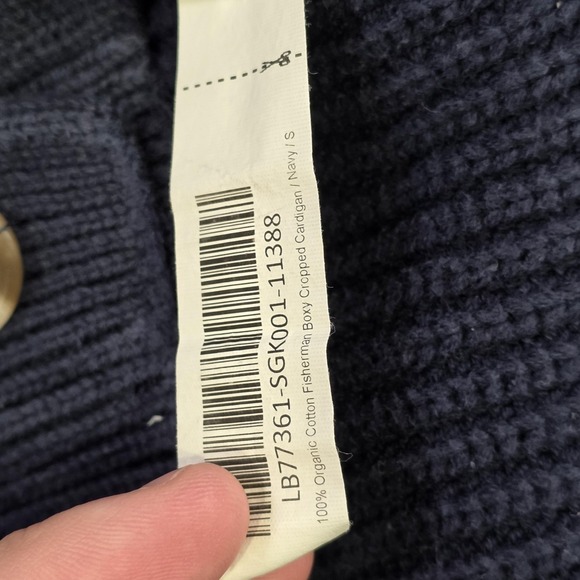 LB77361-SGK001-11388
100% Organic Cotton Fisherman Boxy Cropped Cardigan / Navy / S